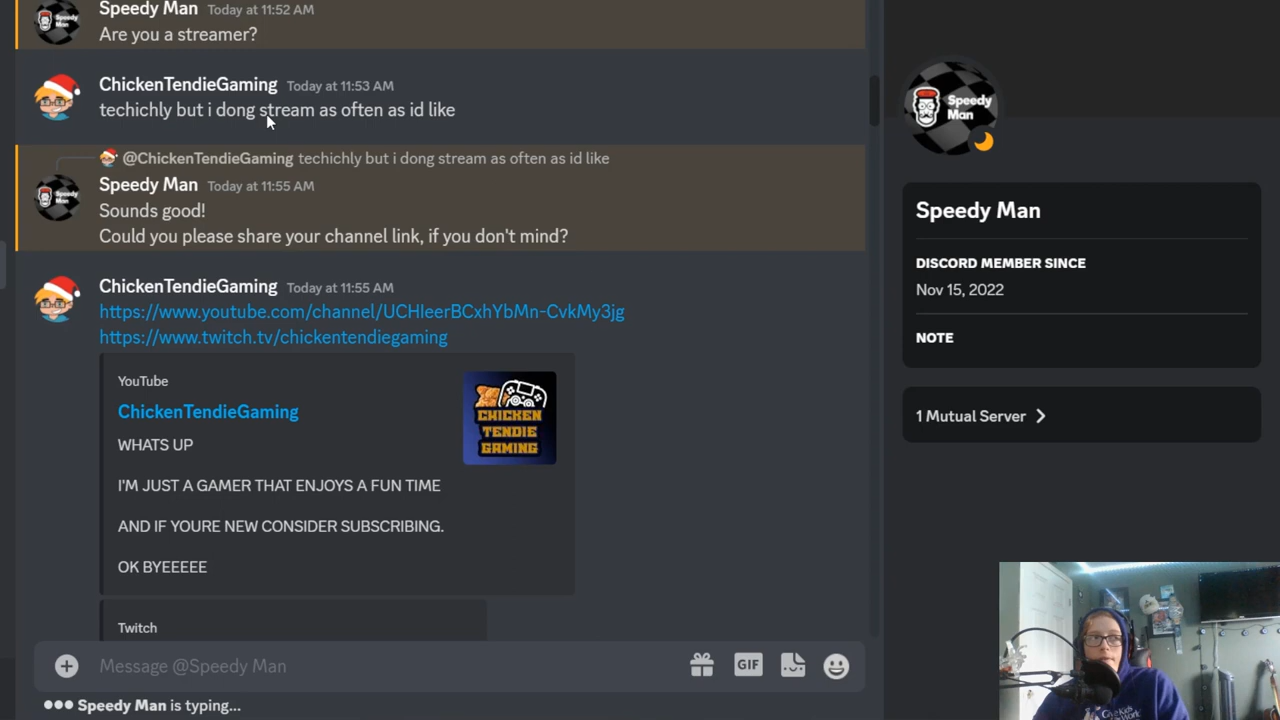 Speedy Man Today at 11:52 AM
Are you a streamer?
ChickenTendieGaming Today at 11:53 AM
techichly but i dong stream as often as id like
@ChickenTendieGaming techichly but i dong stream as often as id like
Speedy Man Today at 11:55 AM
Sounds good!
Could you please share your channel link, if you don't mind?
ChickenTendieGaming Today at 11:55 AM
https://www.youtube.com/channel/UCHIeerBCxhYbMn-CvkMy3jg
https://www.twitch.tv/chickentendiegaming
YouTube
ChickenTendieGaming
WHATS UP
I'M JUST A GAMER THAT ENJOYS A FUN TIME
AND IF YOURE NEW CONSIDER SUBSCRIBING.
OK BYEEEEE
CHICKEN
TENDIE
GAMING
Twitch
Message @Speedy Man
GIF
Speedy Man is typing...
Speedy
Man
Speedy Man
DISCORD MEMBER SINCE
Nov 15, 2022
NOTE
1 Mutual Server